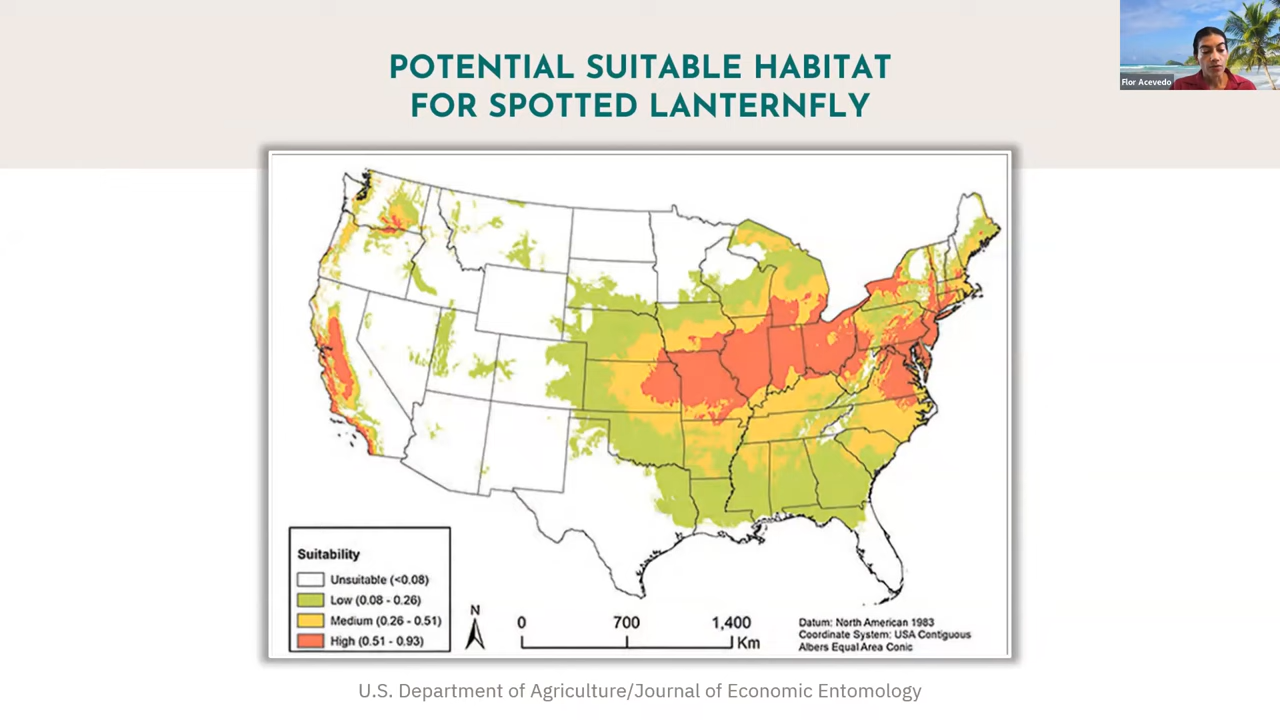 POTENTIAL SUITABLE HABITAT
FOR SPOTTED LANTERNFLY
Flor Acevedo
Suitability
Unsuitable (<0.08)
Low (0.08 - 0.26)
Medium (0.26 - 0.51)
High (0.51 - 0.93)
N
0 700 1,400
Km
Datum: North American 1983
Coordinate System: USA Contiguous
Albers Equal Area Conic
U.S. Department of Agriculture/Journal of Economic Entomology